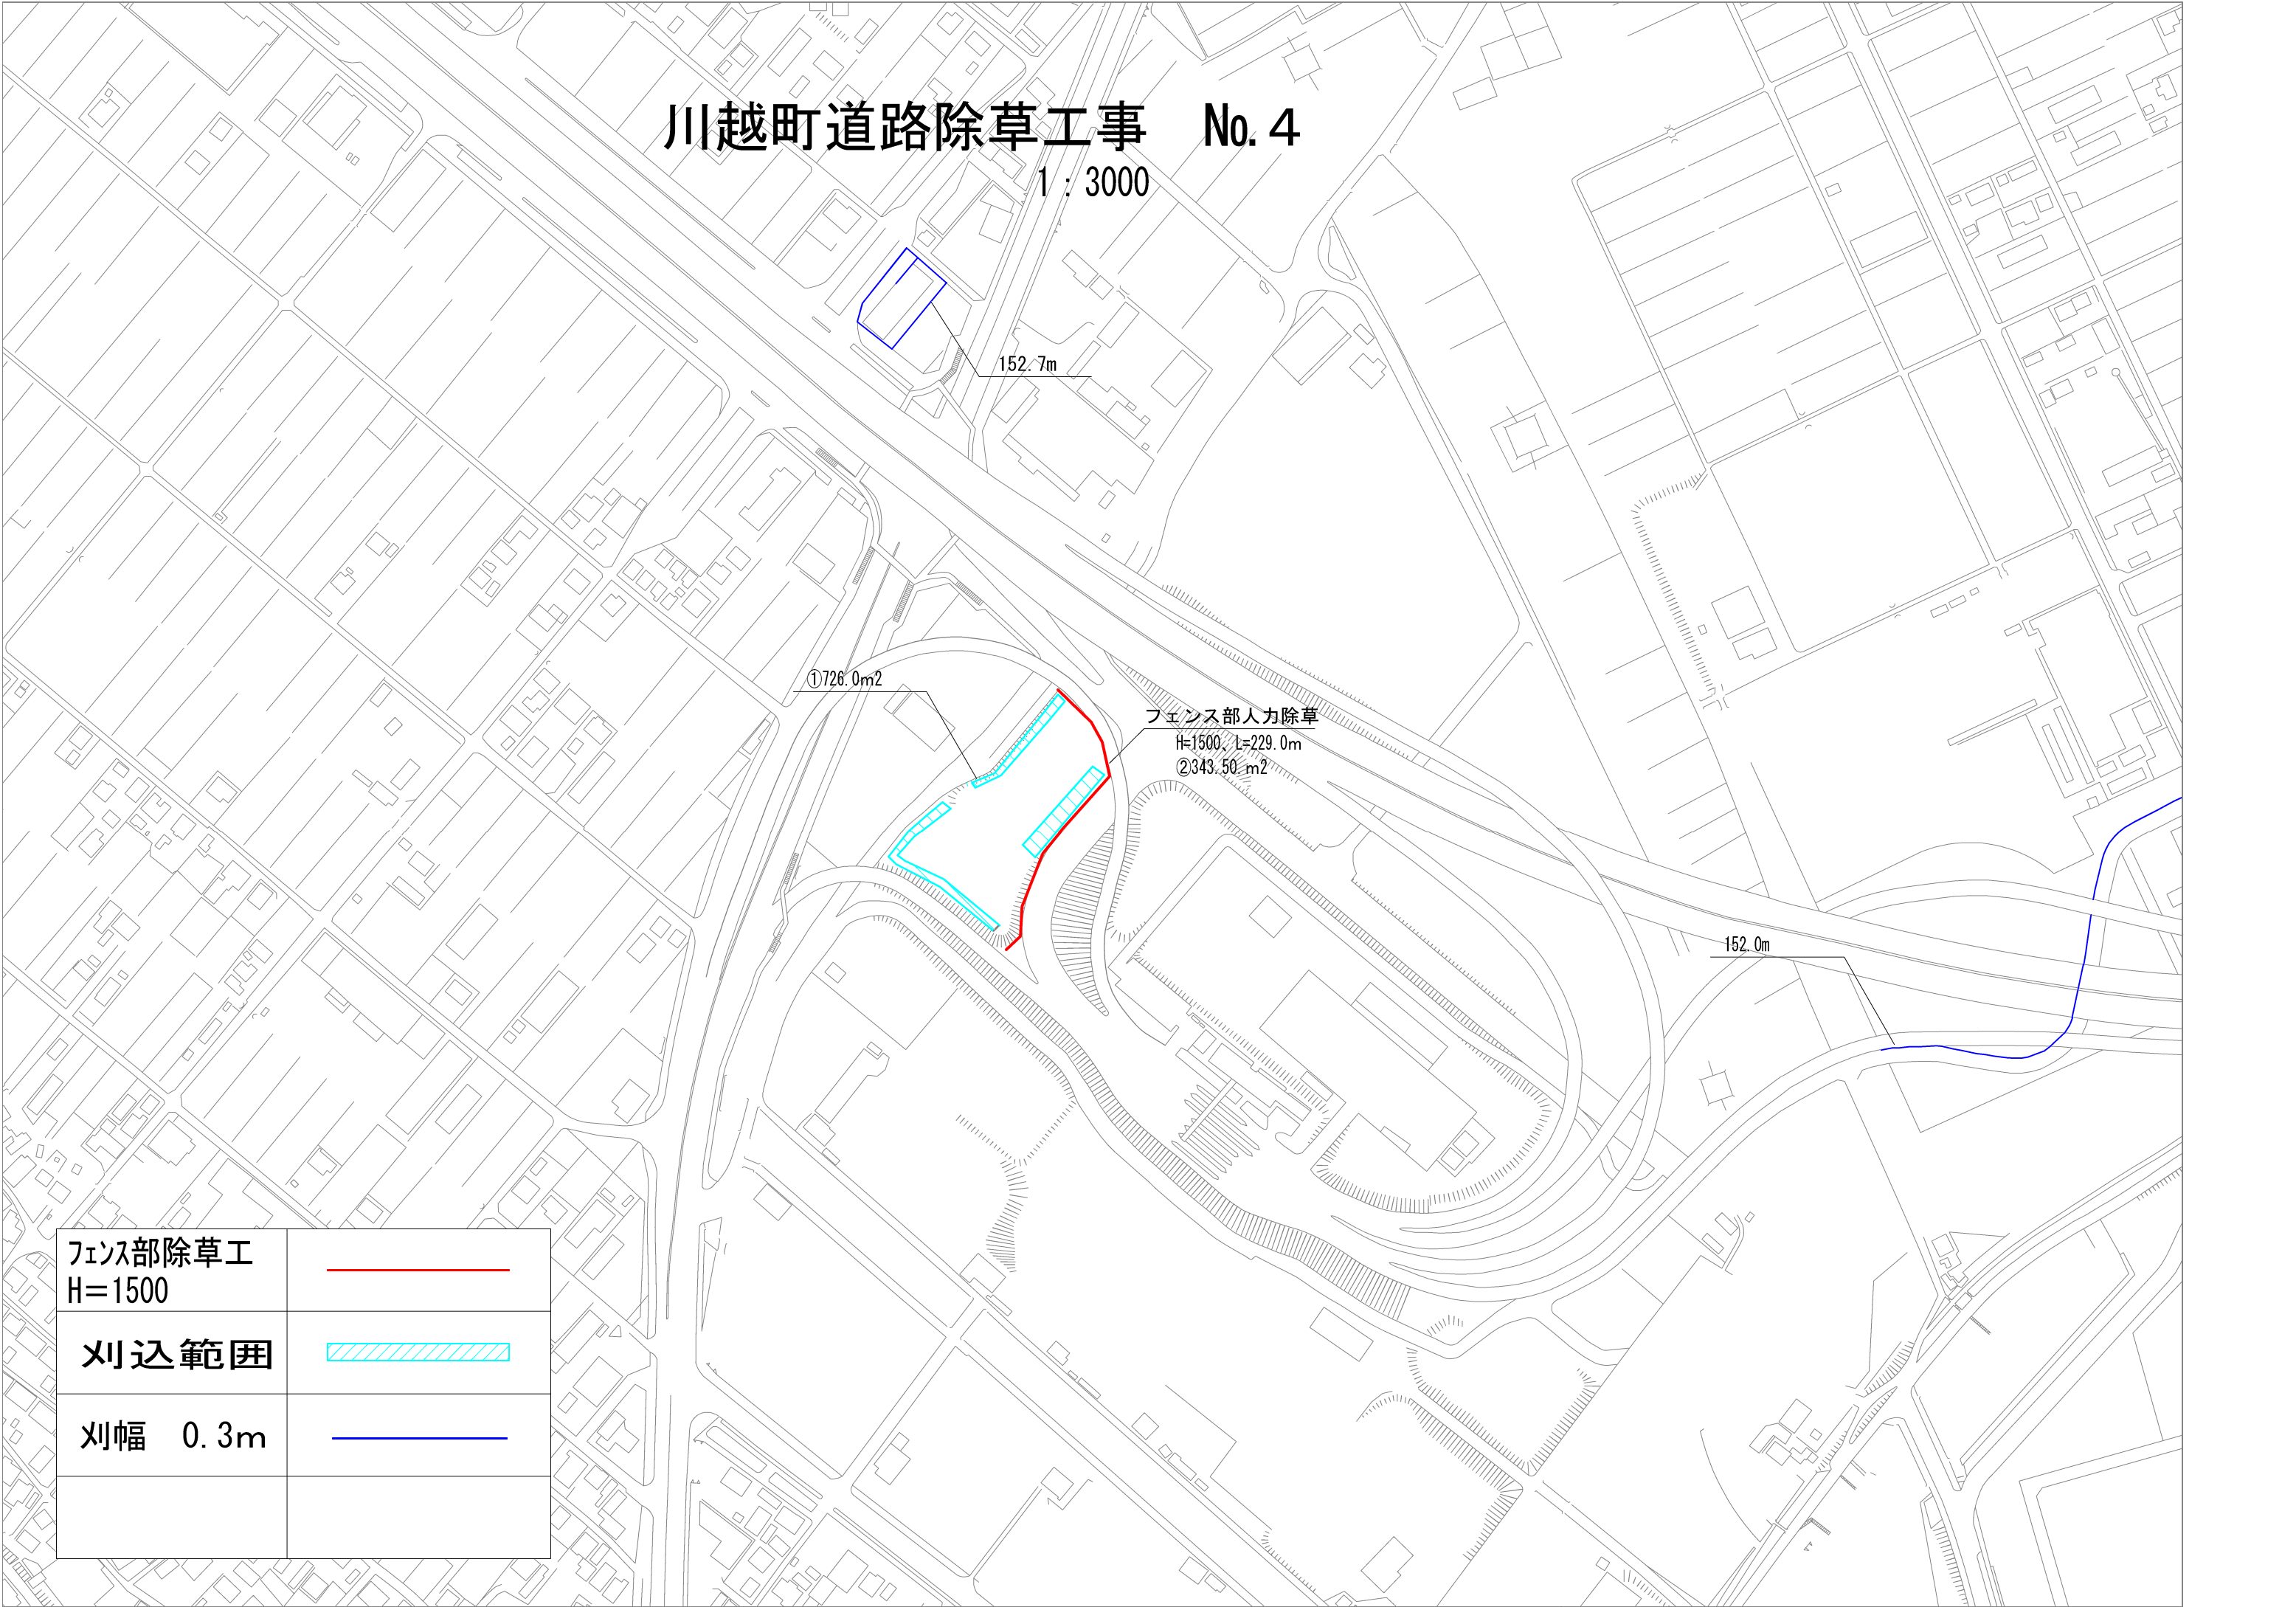 川越町道路除草工事　№.4
1：3000
152.7m
①726.0m2
フェンス部人力除草
H=1500、L=229.0m
②343.50 m2
152.0m
フェンス部除草工
H＝1500
刈込範囲
刈幅　0.3m